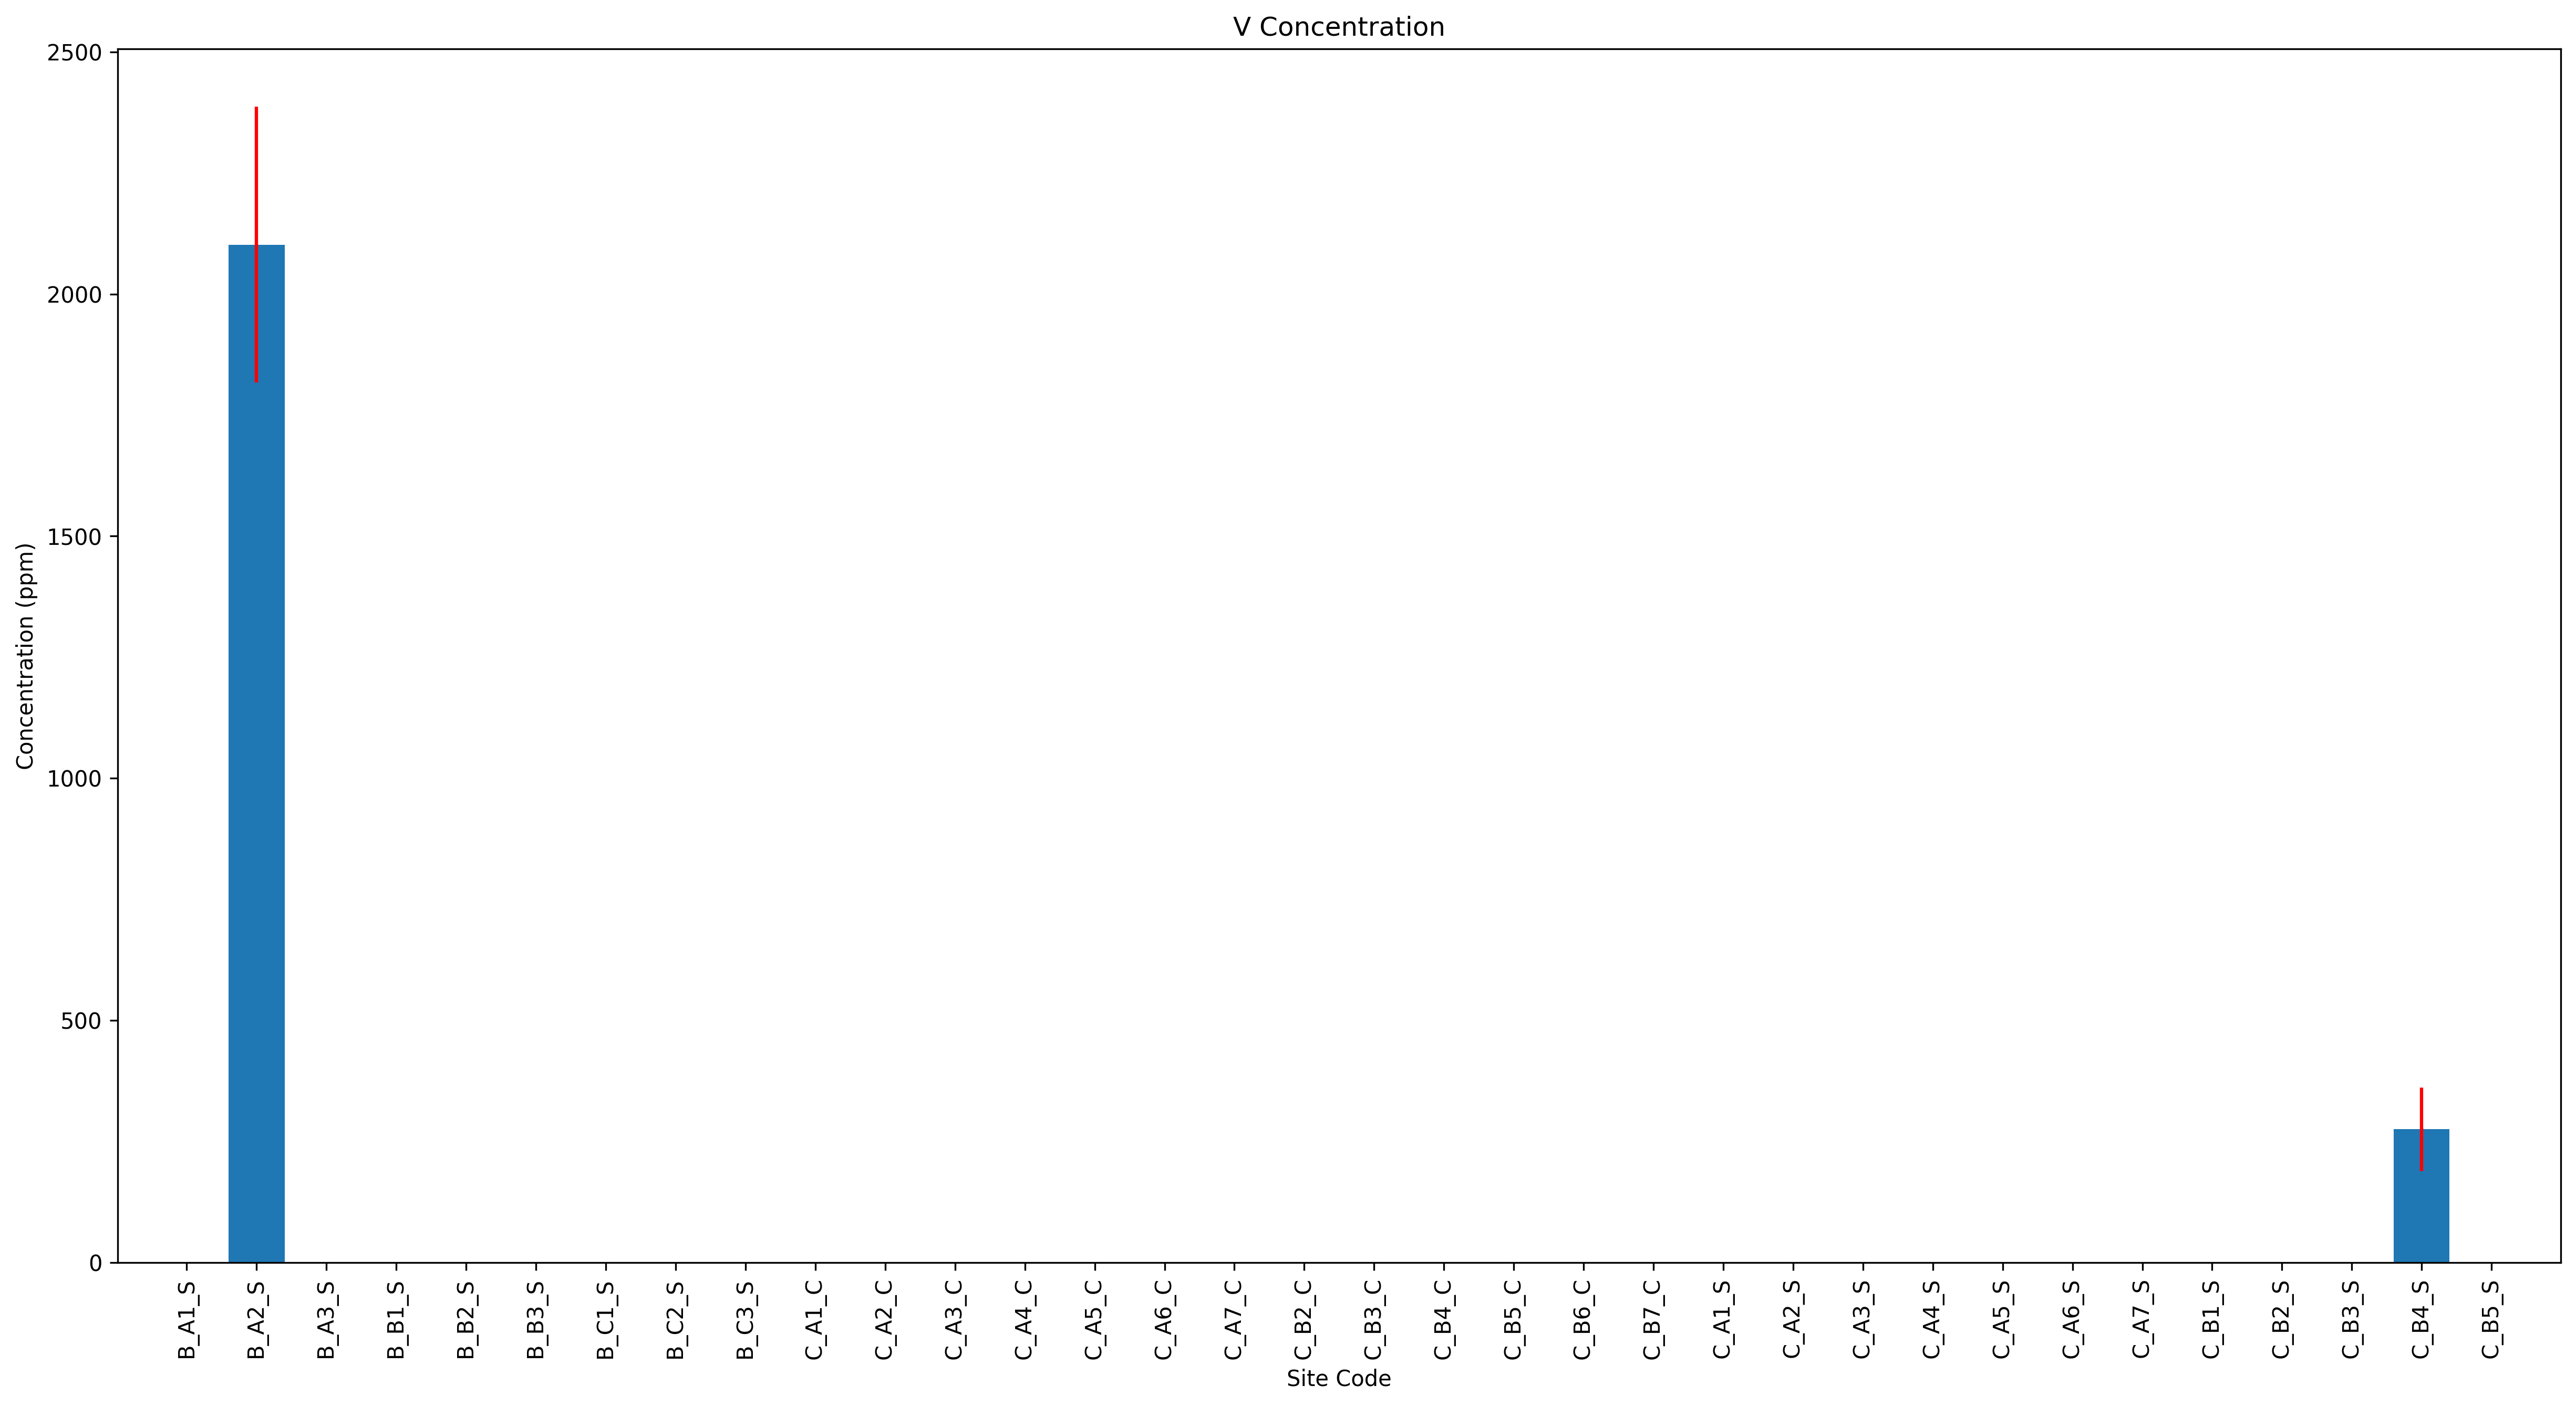 V Concentration
2500
2000
1500
1000
500
0
Concentration (ppm)
B_A1_S
B_A2_S
B_A3_S
B_B1_S
B_B2_S
B_B3_S
B_C1_S
B_C2_S
B_C3_S
C_A1_C
C_A2_C
C_A3_C
C_A4_C
C_A5_C
C_A6_C
C_A7_C
C_B2_C
C_B3_C
C_B4_C
C_B5_C
C_B6_C
C_B7_C
C_A1_S
C_A2_S
C_A3_S
C_A4_S
C_A5_S
C_A6_S
C_A7_S
C_B1_S
C_B2_S
C_B3_S
C_B4_S
C_B5_S
Site Code